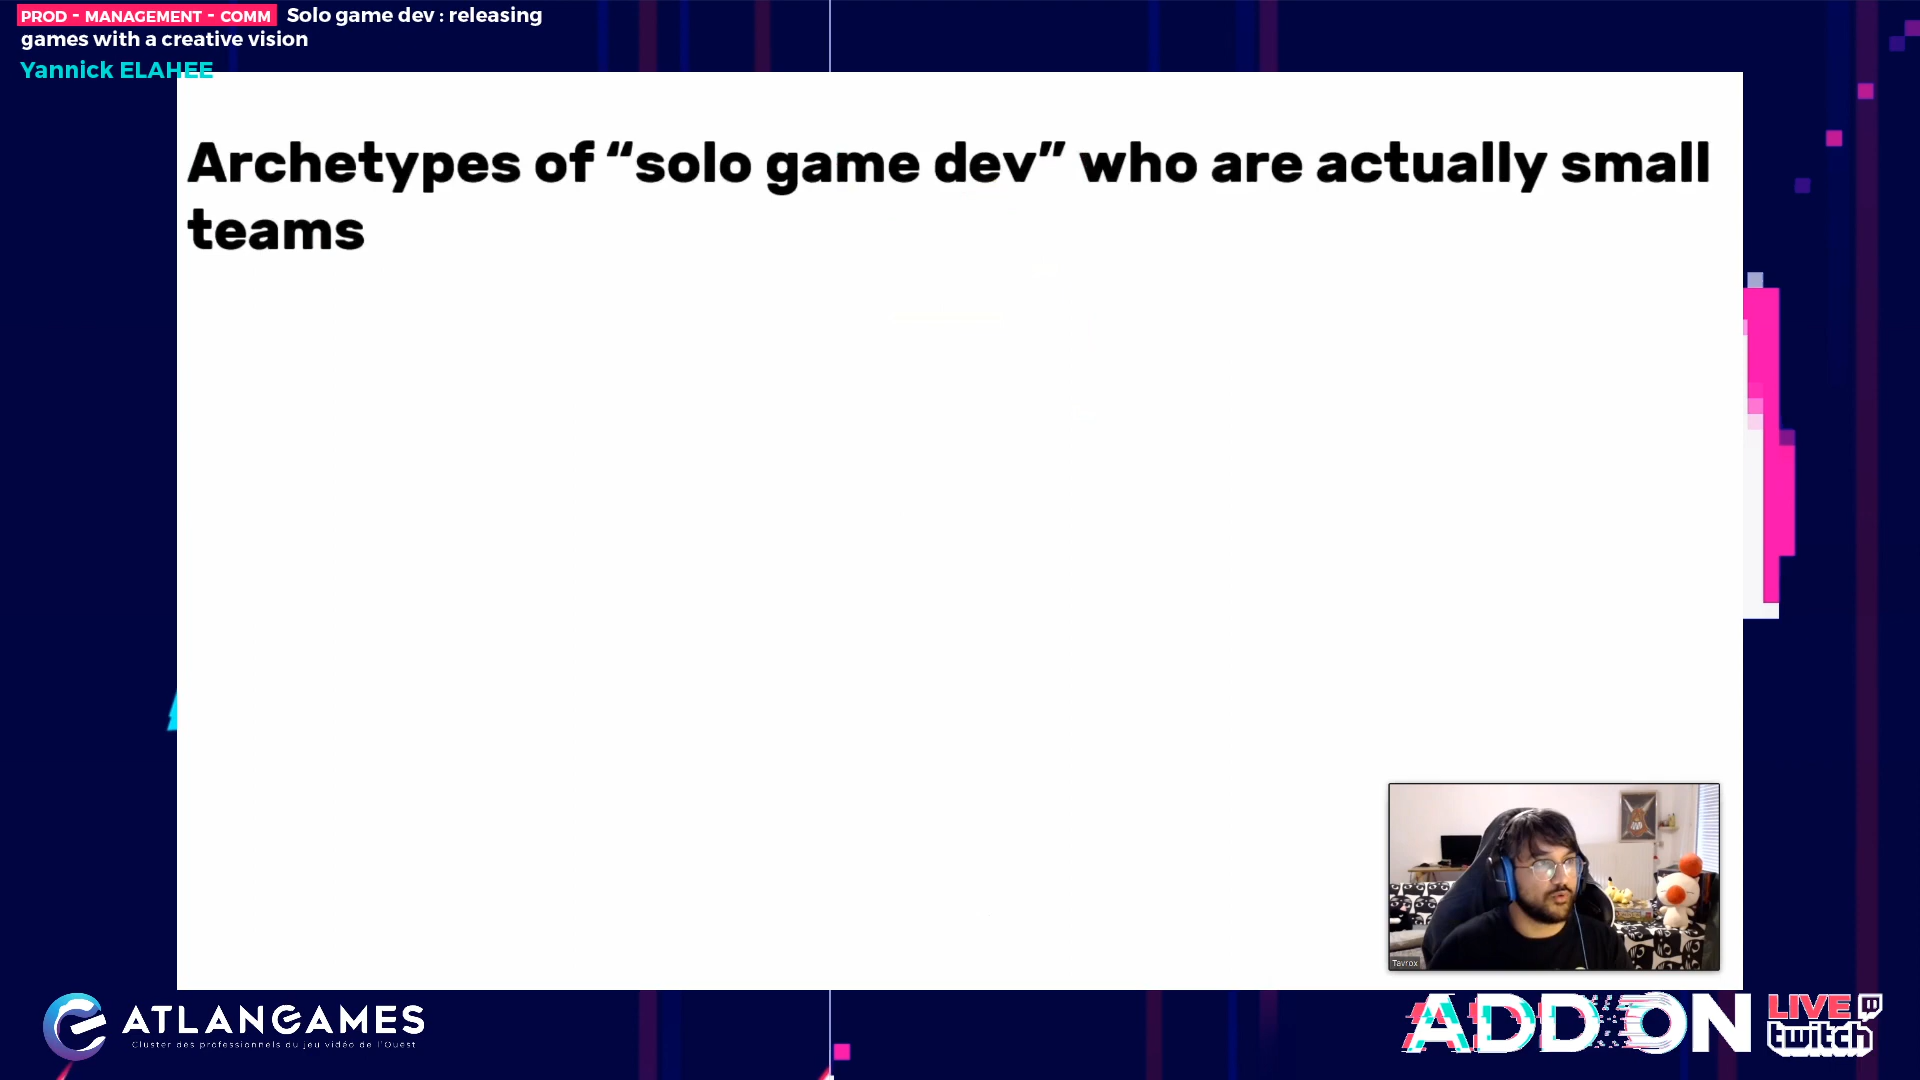 PROD - MANAGEMENT - COMM Solo game dev : releasing
games with a creative vision
Yannick ELAHEE
Archetypes of “solo game dev” who are actually small
teams
Tavrox
ATLANGAMES
Cluster des professionnels du jeu vidéo de l'Ouest
ADDON
LIVE
twitch